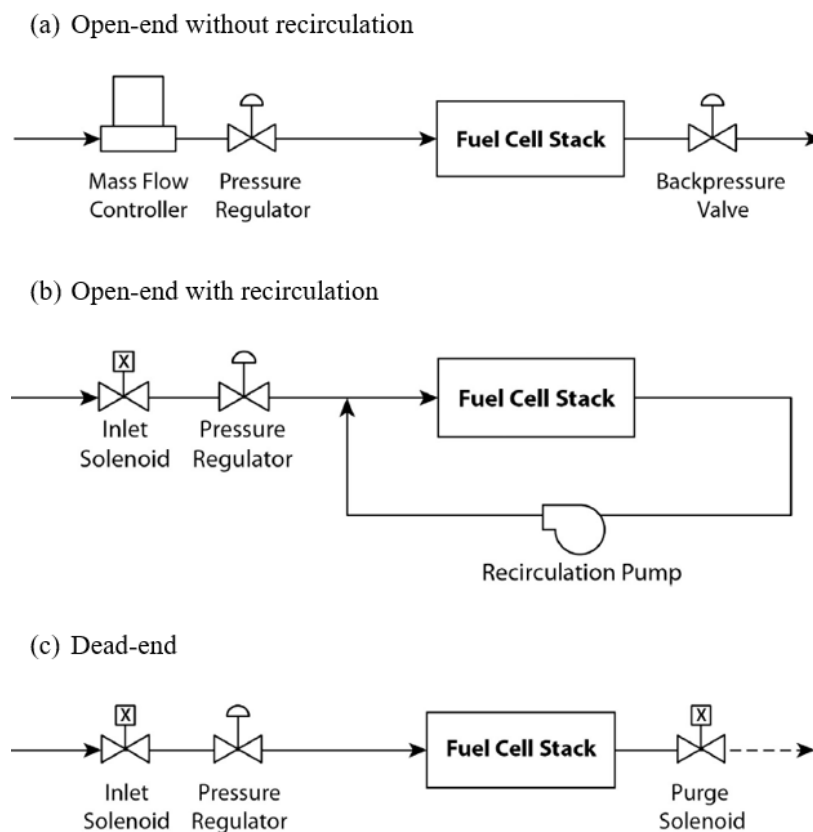 (a) Open-end without recirculation
Fuel Cell Stack
Mass Flow
Controller
Pressure
Regulator
Backpressure
Valve
(b) Open-end with recirculation
X
Fuel Cell Stack
Inlet
Solenoid
Pressure
Regulator
Recirculation Pump
(c) Dead-end
X
X
Fuel Cell Stack
Inlet
Solenoid
Pressure
Regulator
Purge
Solenoid